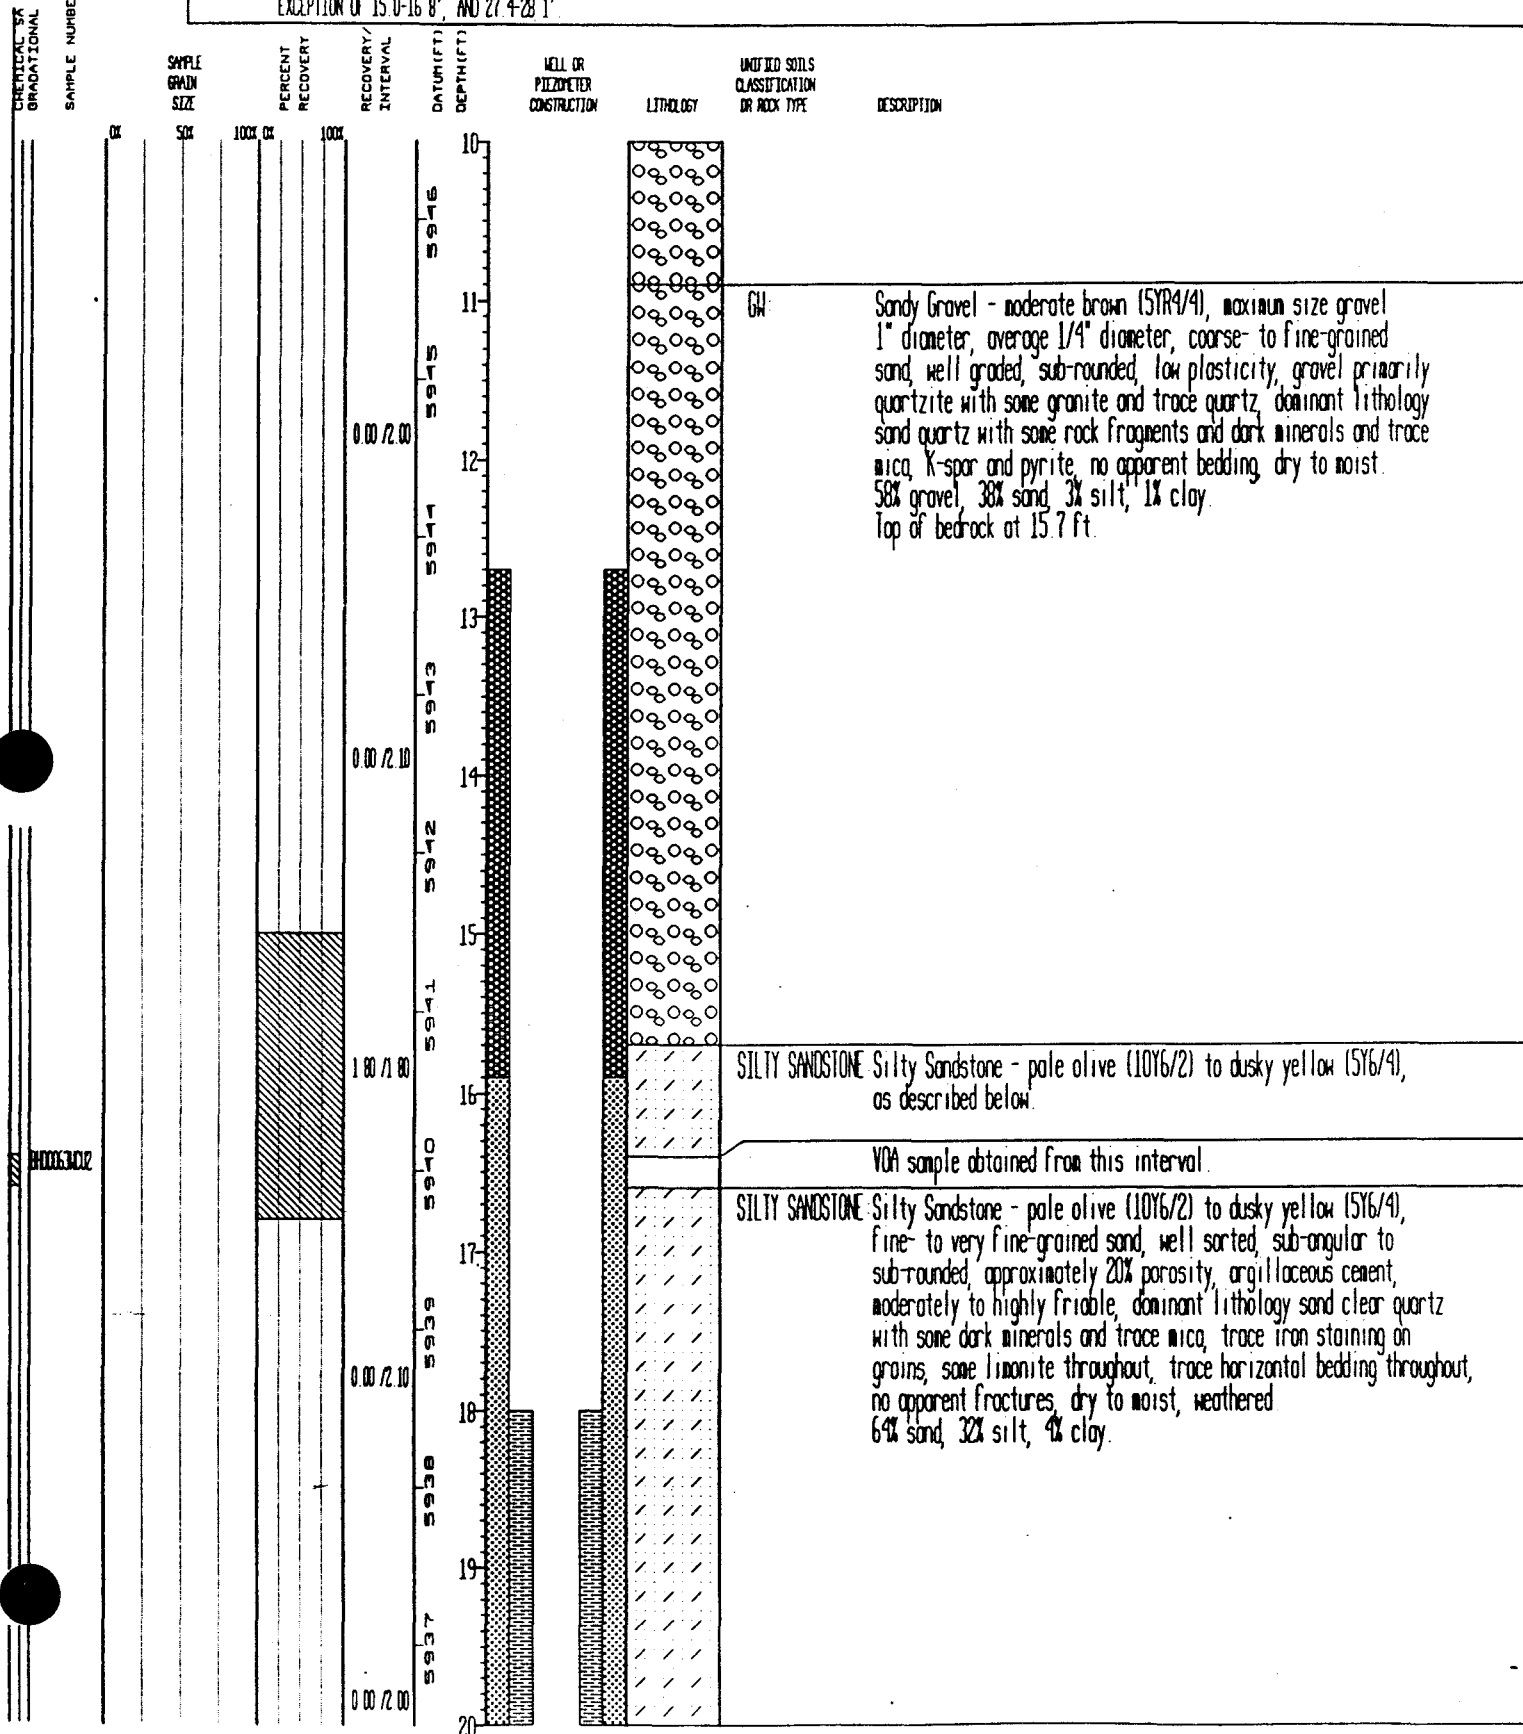 EXCEPTION OF 15.0-16 8', AND 27.4-28 1'
CHEMICAL SA
GRADATIONAL
SAMPLE NUMBE
SAMPLE
GRAIN
SIZE
PERCENT
RECOVERY
RECOVERY/
INTERVAL
DATUM(FT)
DEPTH(FT)
WELL OR
PIEZOMETER
CONSTRUCTION
LITHOLOGY
UNIFIED SOILS
CLASSIFICATION
OR ROCK TYPE
DESCRIPTION
0% 50% 100% 0% 100%
10
5946
11
GW
Sandy Gravel - moderate brown (5YR4/4), maximun size gravel
1" diameter, average 1/4" diameter, coarse- to fine-grained
sand, well graded, sub-rounded, low plasticity, gravel primarily
quartzite with some granite and trace quartz, dominant lithology
sand quartz with some rock fragments and dark minerals and trace
mica, K-spar and pyrite, no apparent bedding, dry to moist.
58% gravel, 38% sand, 3% silt, 1% clay.
Top of bedrock at 15.7 ft.
5945
0.00 /2.00
12
5944
13
5943
0.00 /2.10
14
5942
15
5941
1 80 /1 80
SILTY SANDSTONE Silty Sandstone - pale olive (10Y6/2) to dusky yellow (5Y6/4),
as described below.
16
5940
VOA sample obtained from this interval.
SILTY SANDSTONE Silty Sandstone - pale olive (10Y6/2) to dusky yellow (5Y6/4),
fine- to very fine-grained sand, well sorted, sub-angular to
sub-rounded, approximately 20% porosity, argillaceous cement,
moderately to highly friable, dominant lithology sand clear quartz
with some dark minerals and trace mica, trace iron staining on
grains, some limonite throughout, trace horizontal bedding throughout,
no apparent fractures, dry to moist, weathered
64% sand, 32% silt, 4% clay.
17
5939
0.00 /2.10
18
5938
19
5937
0 00 /2 00
20